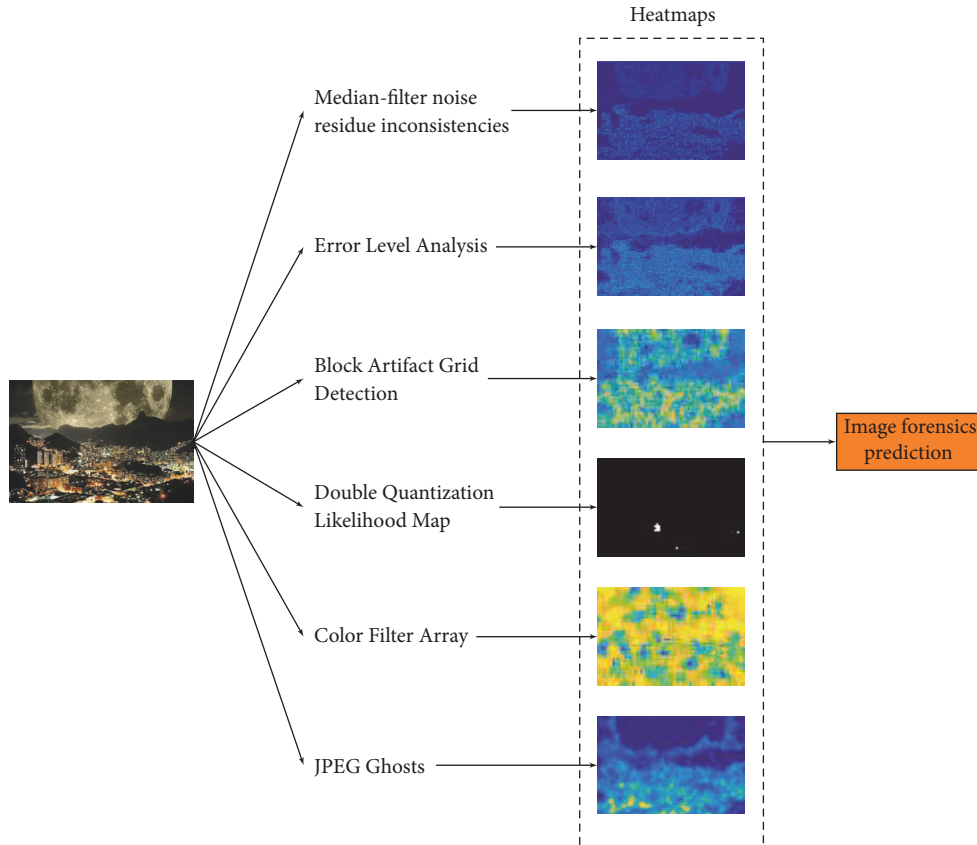 Heatmaps
Median-filter noise
residue inconsistencies
Error Level Analysis
Block Artifact Grid
Detection
Double Quantization
Likelihood Map
Color Filter Array
JPEG Ghosts
Image forensics
prediction